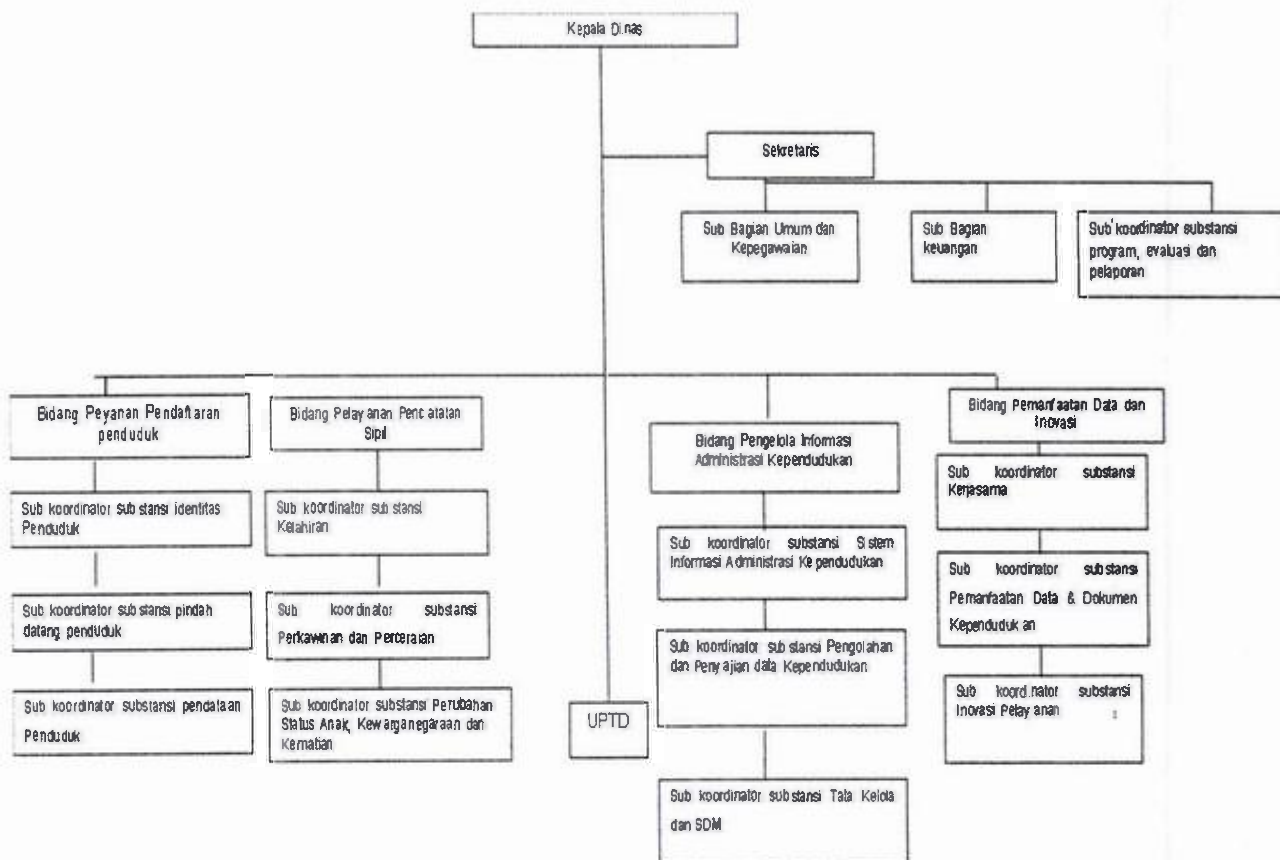 Kepala Dinas
Sekretaris
Sub Bagian Umum dan
Kepegawaian
Sub Bagian
keuangan
Sub koordinator substansi
program, evaluasi dan
pelaporan
Bidang Peyanan Pendaftaran
penduduk
Sub koordinator substansi identitas
Penduduk
Sub koordinator substansi pindah
datang penduduk
Sub koordinator substansi pendataan
Penduduk
Bidang Pelayanan Pencatatan
Sipil
Sub koordinator substansi
Kelahiran
Sub koordinator substansi
Perkawinan dan Perceraian
Sub koordinator substansi Perubahan
Status Anak, Kewarganegaraan dan
Kematian
UPTD
Bidang Pengelola Informasi
Administrasi Kependudukan
Sub koordinator substansi Sistem
Informasi Administrasi Kependudukan
Sub koordinator substansi Pengolahan
dan Penyajian data Kependudukan
Sub koordinator substansi Tata Kelola
dan SDM
Bidang Pemanfaatan Data dan
Inovasi
Sub koordinator substansi
Kerjasama
Sub koordinator substansi
Pemanfaatan Data & Dokumen
Kependudukan
Sub koordinator substansi
Inovasi Pelayanan